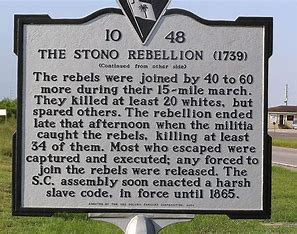 10 48
THE STONO REBELLION (1739)
(Continued from other side)
The rebels were joined by 40 to 60
more during their 15-mile march.
They killed at least 20 whites, but
spared others. The rebellion ended
late that afternoon when the militia
caught the rebels, killing at least
34 of them. Most who escaped were
captured and executed; any forced to
join the rebels were released. The
S.C. assembly soon enacted a harsh
slave code, in force until 1865.